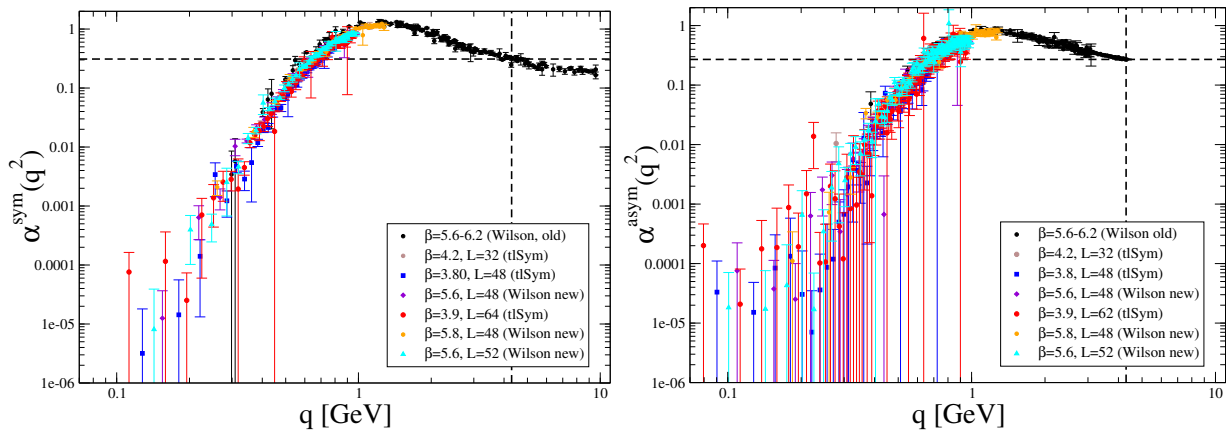 1
0.1
0.01
0.001
0.0001
1e-05
1e-06
α^sym(q²)
0.1
1
10
q [GeV]
β=5.6-6.2 (Wilson, old)
β=4.2, L=32 (tlSym)
β=3.80, L=48 (tlSym)
β=5.6, L=48 (Wilson new)
β=3.9, L=64 (tlSym)
β=5.8, L=48 (Wilson new)
β=5.6, L=52 (Wilson new)
1
0.1
0.01
0.001
0.0001
1e-05
1e-06
α^asym(q²)
0.1
1
10
q [GeV]
β=5.6-6.2 (Wilson old)
β=4.2, L=32 (tlSym)
β=3.8, L=48 (tlSym)
β=5.6, L=48 (Wilson new)
β=3.9, L=62 (tlSym)
β=5.8, L=48 (Wilson new)
β=5.6, L=52 (Wilson new)